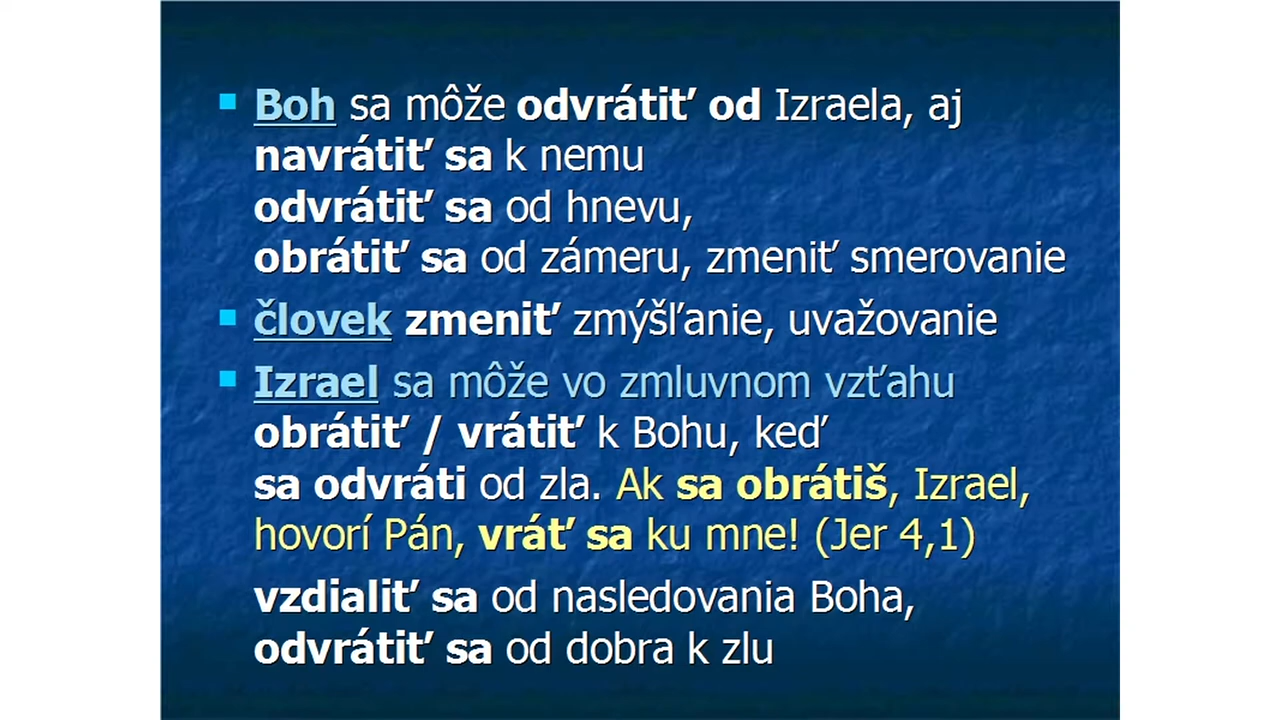 Boh sa môže odvrátiť od Izraela, aj
navrátiť sa k nemu
odvrátiť sa od hnevu,
obrátiť sa od zámeru, zmeniť smerovanie
človek zmeniť zmýšľanie, uvažovanie
Izrael sa môže vo zmluvnom vzťahu
obrátiť / vrátiť k Bohu, keď
sa odvráti od zla. Ak sa obrátiš, Izrael,
hovorí Pán, vráť sa ku mne! (Jer 4,1)
vzdialiť sa od nasledovania Boha,
odvrátiť sa od dobra k zlu